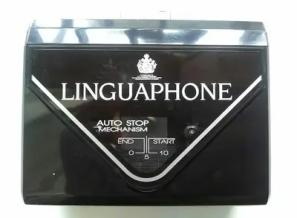 LINGUAPHONE
AUTO STOP
MECHANISM
END START
0 5 10